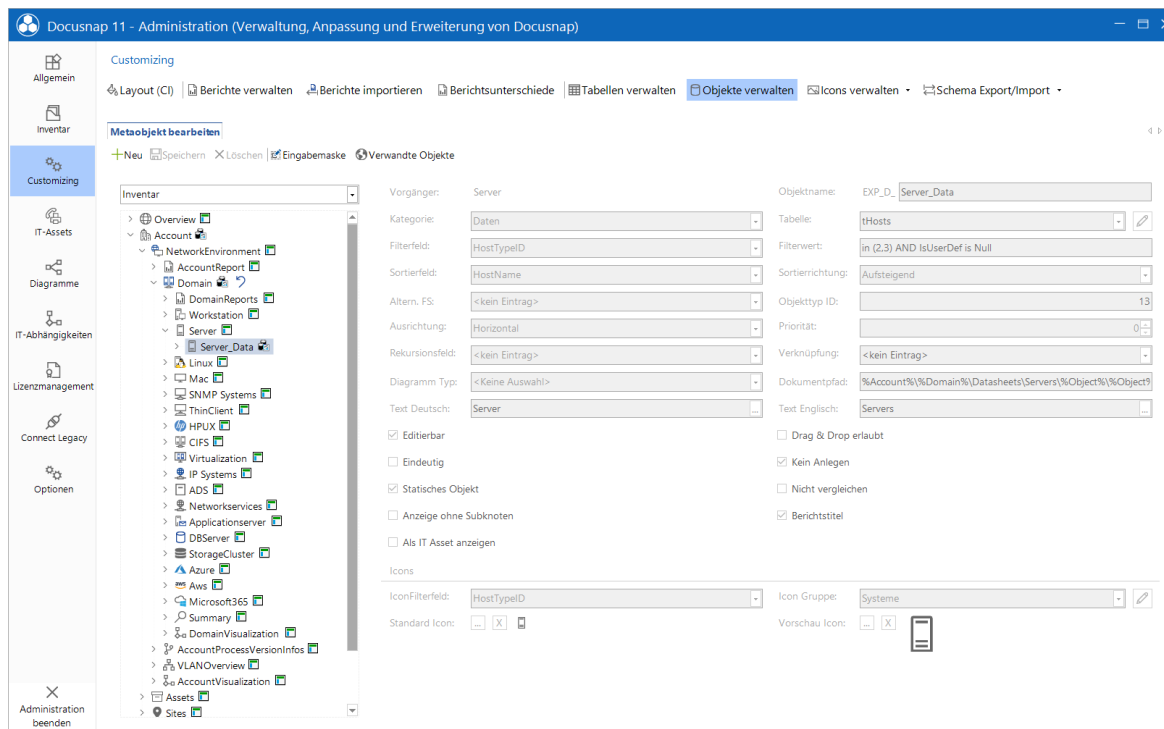 Docusnap 11 - Administration (Verwaltung, Anpassung und Erweiterung von Docusnap)
Allgemein
Inventar
Customizing
IT-Assets
Diagramme
IT-Abhängigkeiten
Lizenzmanagement
Connect Legacy
Optionen
Administration
beenden
Customizing
Layout (CI) Berichte verwalten Berichte importieren Berichtsunterschiede Tabellen verwalten Objekte verwalten Icons verwalten Schema Export/Import
Metaobjekt bearbeiten
Neu Speichern Löschen Eingabemaske Verwandte Objekte
Inventar
Overview
Account
NetworkEnvironment
AccountReport
Domain
DomainReports
Workstation
Server
Server_Data
Linux
Mac
SNMP Systems
ThinClient
HPUX
CIFS
Virtualization
IP Systems
ADS
Networkservices
Applicationserver
DBServer
StorageCluster
Azure
aws Aws
Microsoft365
Summary
DomainVisualization
AccountProcessVersionInfos
VLANOverview
AccountVisualization
Assets
Sites
Vorgänger: Server Objektname: EXP_D_ Server_Data
Kategorie: Daten Tabelle: tHosts
Filterfeld: HostTypeID Filterwert: in (2,3) AND IsUserDef is Null
Sortierfeld: HostName Sortierrichtung: Aufsteigend
Altern. FS: <kein Eintrag> Objekttyp ID: 13
Ausrichtung: Horizontal Priorität: 0
Rekursionsfeld: <kein Eintrag> Verknüpfung: <kein Eintrag>
Diagramm Typ: <Keine Auswahl> Dokumentpfad: %Account%\%Domain%\Datasheets\Servers\%Object%\%Object%
Text Deutsch: Server ... Text Englisch: Servers ...
Editierbar Drag & Drop erlaubt
Eindeutig Kein Anlegen
Statisches Objekt Nicht vergleichen
Anzeige ohne Subknoten Berichtstitel
Als IT Asset anzeigen
Icons
IconFilterfeld: HostTypeID Icon Gruppe: Systeme
Standard Icon: ... X Vorschau Icon: ... X